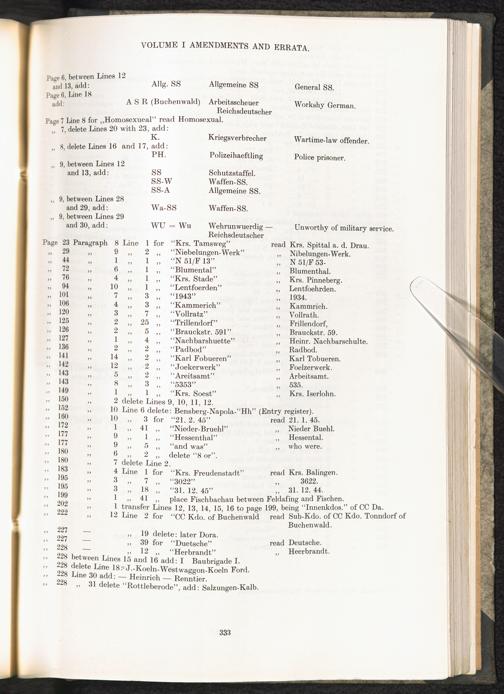 VOLUME I AMENDMENTS AND ERRATA.
Page 6, between Lines 12
and 13, add: Allg. SS Allgemeine SS General SS.
Page 6, Line 18
add: A S R (Buchenwald) Arbeitsscheuer Workshy German.
Reichsdeutscher
Page 7 Line 8 for „Homosexueal" read Homosexual.
„ 7, delete Lines 20 with 23, add:
K. Kriegsverbrecher Wartime-law offender.
„ 8, delete Lines 16 and 17, add:
PH. Polizeihaeftling Police prisoner.
„ 9, between Lines 12
and 13, add: SS Schutzstaffel.
SS-W Waffen-SS.
SS-A Allgemeine SS.
„ 9, between Lines 28
and 29, add: Wa-SS Waffen-SS.
„ 9, between Lines 29
and 30, add: WU = Wu Wehrunwuerdig — Unworthy of military service.
Reichsdeutscher
Page 23 Paragraph 8 Line 1 for "Krs. Tamsweg" read Krs. Spittal a. d. Drau.
„ 29 „ 9 „ 2 „ "Niebelungen-Werk" „ Nibelungen-Werk.
„ 44 „ 1 „ 1 „ "N 51/F 13" „ N 51/F 53.
„ 72 „ 6 „ 1 „ "Blumental" „ Blumenthal.
„ 76 „ 4 „ 1 „ "Krs. Stade" „ Krs. Pinneberg.
„ 94 „ 10 „ 1 „ "Lentfoerden" „ Lentfoehrden.
„ 101 „ 7 „ 3 „ "1943" „ 1934.
„ 106 „ 4 „ 3 „ "Kammerich" „ Kammrich.
„ 120 „ 3 „ 7 „ "Vollratz" „ Vollrath.
„ 125 „ 2 „ 25 „ "Trillendorf" „ Frillendorf,
„ 126 „ 2 „ 5 „ "Brauckstr. 591" „ Brauckstr. 59.
„ 127 „ 1 „ 4 „ "Nachbarshuette" „ Heinr. Nachbarschulte.
„ 136 „ 2 „ 2 „ "Padbod" „ Radbod.
„ 141 „ 14 „ 2 „ "Karl Fobueren" „ Karl Tobueren.
„ 142 „ 12 „ 2 „ "Joekerwerk" „ Foelzerwerk.
„ 143 „ 5 „ 2 „ "Areitsamt" „ Arbeitsamt.
„ 143 „ 8 „ 3 „ "5353" „ 535.
„ 149 „ 1 „ 1 „ "Krs. Soest" „ Krs. Iserlohn.
„ 150 „ 2 delete Lines 9, 10, 11, 12.
„ 152 „ 10 Line 6 delete: Bensberg-Napola-"Hh" (Entry register).
„ 160 „ 10 „ 3 for "21. 2. 45" read 21. 1. 45.
„ 172 „ 1 „ 41 „ "Nieder-Bruehl" „ Nieder Buehl.
„ 177 „ 9 „ 1 „ "Hessenthal" „ Hessental.
„ 177 „ 9 „ 5 „ "and was" „ who were.
„ 180 „ 6 „ 2 „ delete "8 or".
„ 180 „ 7 delete Line 2.
„ 183 „ 4 Line 1 for "Krs. Freudenstadt" read Krs. Balingen.
„ 195 „ 3 „ 7 „ "3022" „ 3622.
„ 195 „ 3 „ 18 „ "31. 12. 45" „ 31. 12. 44.
„ 199 „ 1 „ 41 „ place Fischbachau between Feldafing and Fischen.
„ 202 „ 1 transfer Lines 12, 13, 14, 15, 16 to page 199, being "Innenkdos." of CC Da.
„ 222 „ 12 Line 2 for "CC Kdo. of Buchenwald read Sub-Kdo. of CC Kdo. Tonndorf of
Buchenwald.
„ 227 — „ 19 delete: later Dora.
„ 227 — „ 39 for "Duetsche" read Deutsche.
„ 228 — „ 12 „ "Herbrandt" „ Heerbrandt.
„ 228 between Lines 15 and 16 add: I Baubrigade I.
„ 228 delete Line 18: J.-Koeln-Westwaggon-Koeln Ford.
„ 228 Line 30 add: — Heinrich — Renntier.
„ 228 „ 31 delete "Rottleberode", add: Salzungen-Kalb.
333